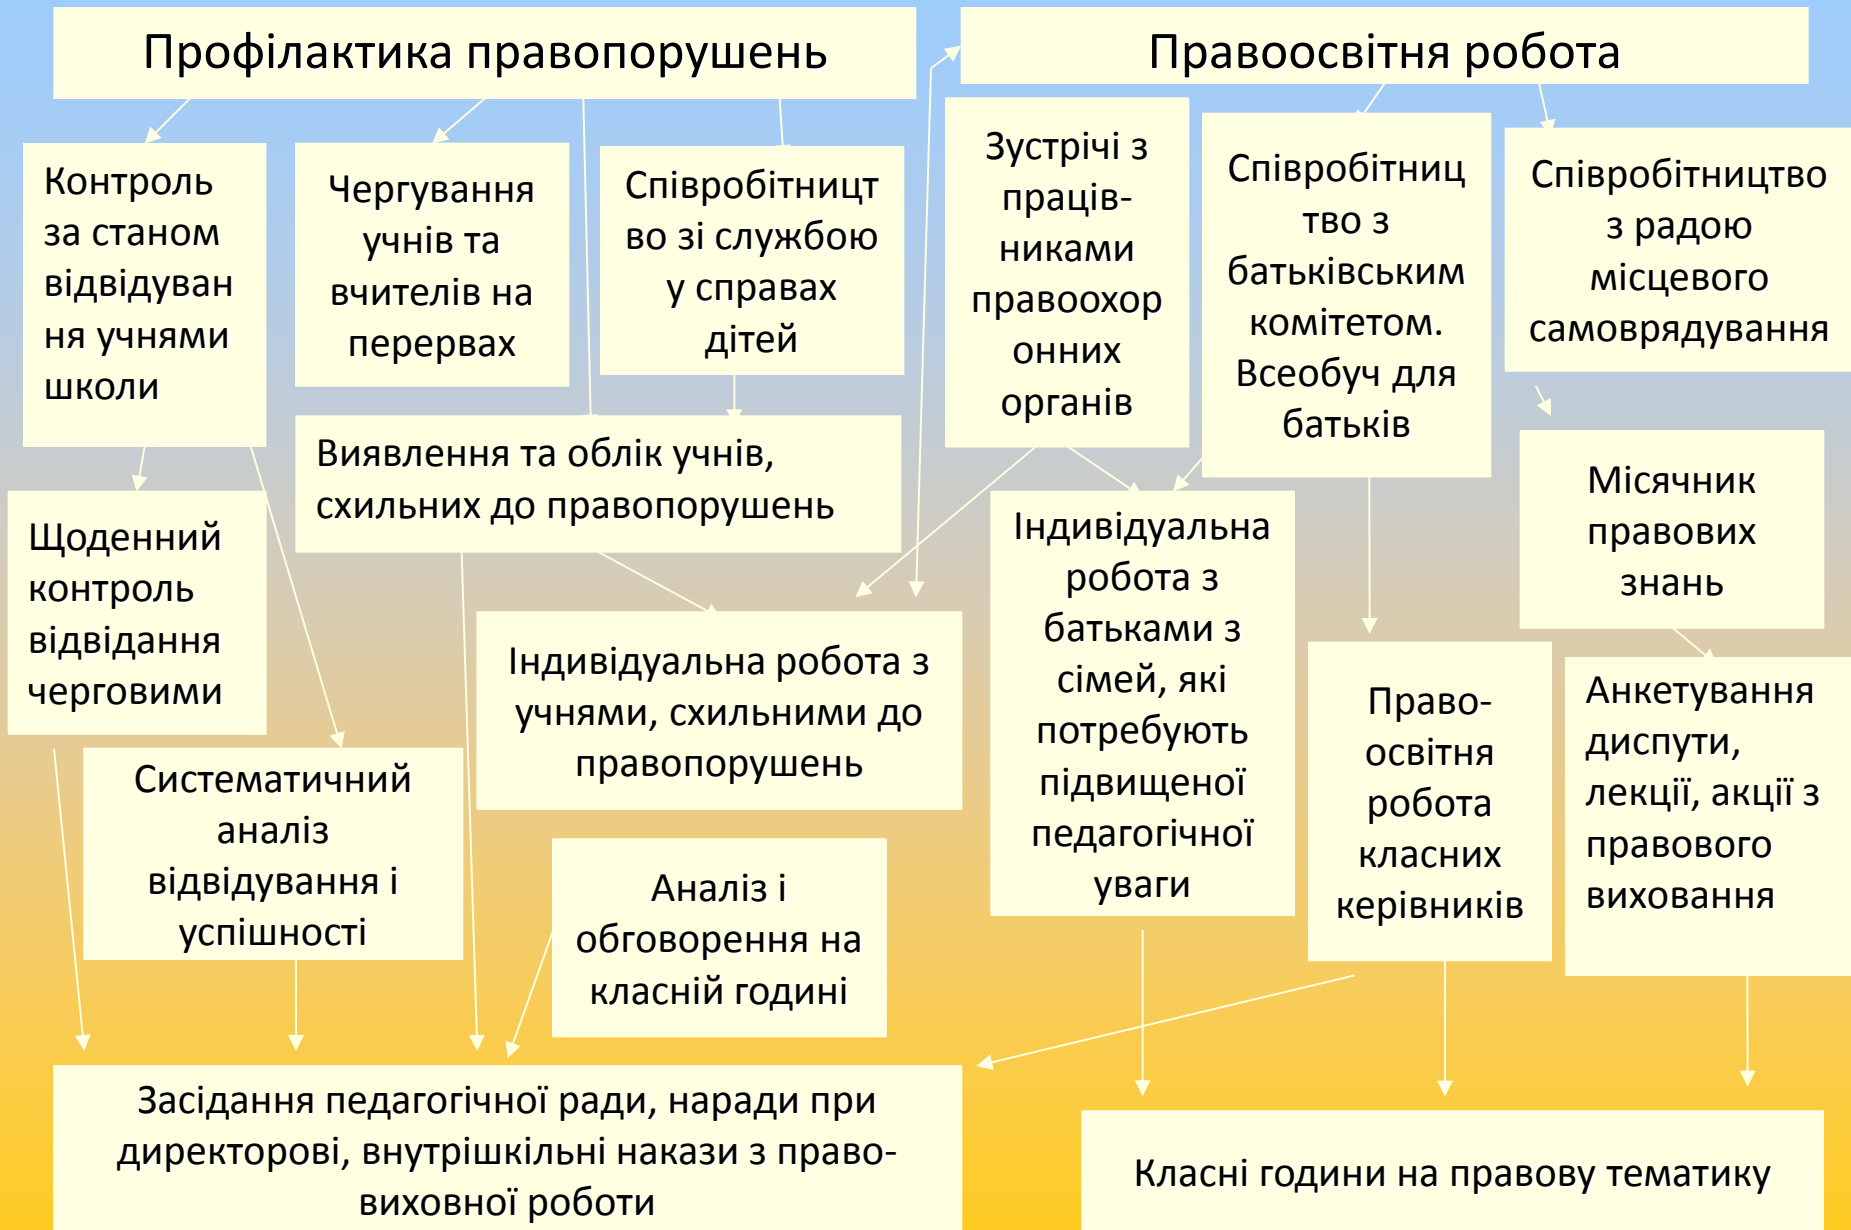 Профілактика правопорушень
Правоосвітня робота
Контроль
за станом
відвідуван
ня учнями
школи
Чергування
учнів та
вчителів на
перервах
Співробітницт
во зі службою
у справах
дітей
Зустрічі з
праців-
никами
правоохор
онних
органів
Співробітниц
тво з
батьківським
комітетом.
Всеобуч для
батьків
Співробітництво
з радою
місцевого
самоврядування
Виявлення та облік учнів,
схильних до правопорушень
Місячник
правових
знань
Щоденний
контроль
відвідання
черговими
Індивідуальна
робота з
батьками з
сімей, які
потребують
підвищеної
педагогічної
уваги
Індивідуальна робота з
учнями, схильними до
правопорушень
Право-
освітня
робота
класних
керівників
Анкетування
диспути,
лекції, акції з
правового
виховання
Систематичний
аналіз
відвідування і
успішності
Аналіз і
обговорення на
класній годині
Засідання педагогічної ради, наради при
директорові, внутрішкільні накази з право-
виховної роботи
Класні години на правову тематику